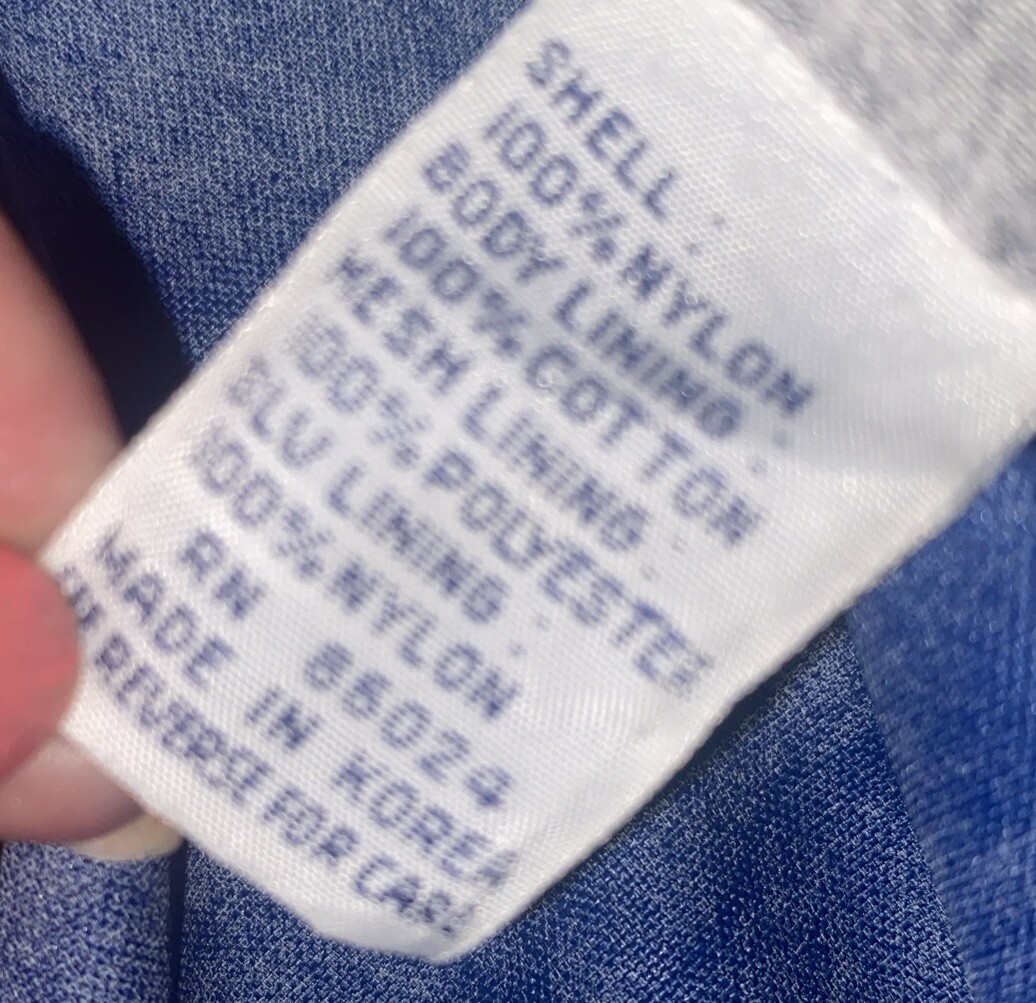 SHELL :
100% NYLON
BODY LINING :
100% COTTON
MESH LINING :
100% POLYESTER
SLV LINING :
100% NYLON
RN 56024
MADE IN KOREA
REVERSE FOR CARE